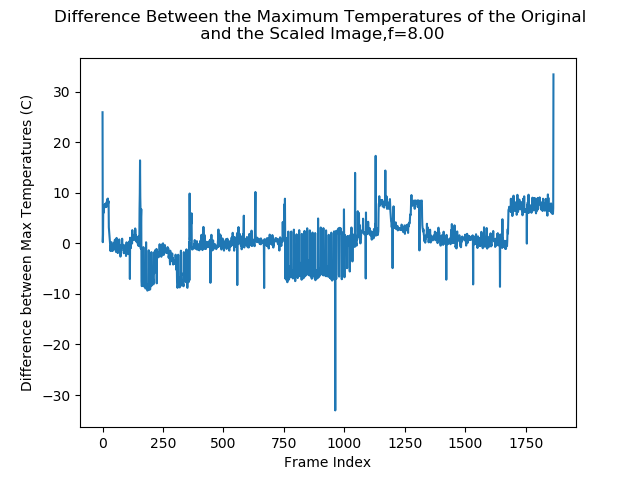 Difference Between the Maximum Temperatures of the Original
and the Scaled Image,f=8.00
Difference between Max Temperatures (C)
30
20
10
0
−10
−20
−30
0 250 500 750 1000 1250 1500 1750
Frame Index